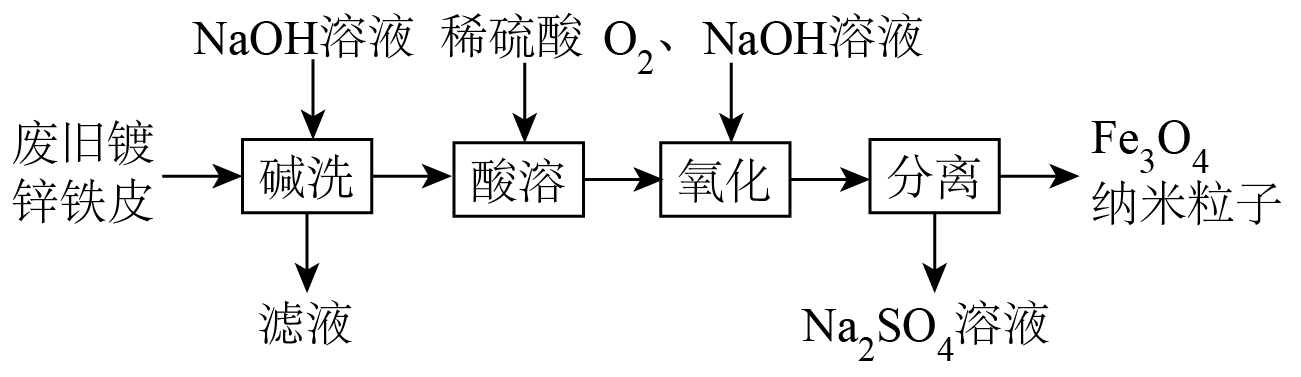 NaOH溶液 稀硫酸 O₂、NaOH溶液
废旧镀
锌铁皮
碱洗
酸溶
氧化
分离
Fe₃O₄
纳米粒子
滤液
Na₂SO₄溶液